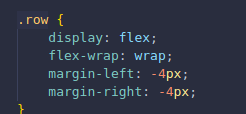 .row {
    display: flex;
    flex-wrap: wrap;
    margin-left: -4px;
    margin-right: -4px;
}